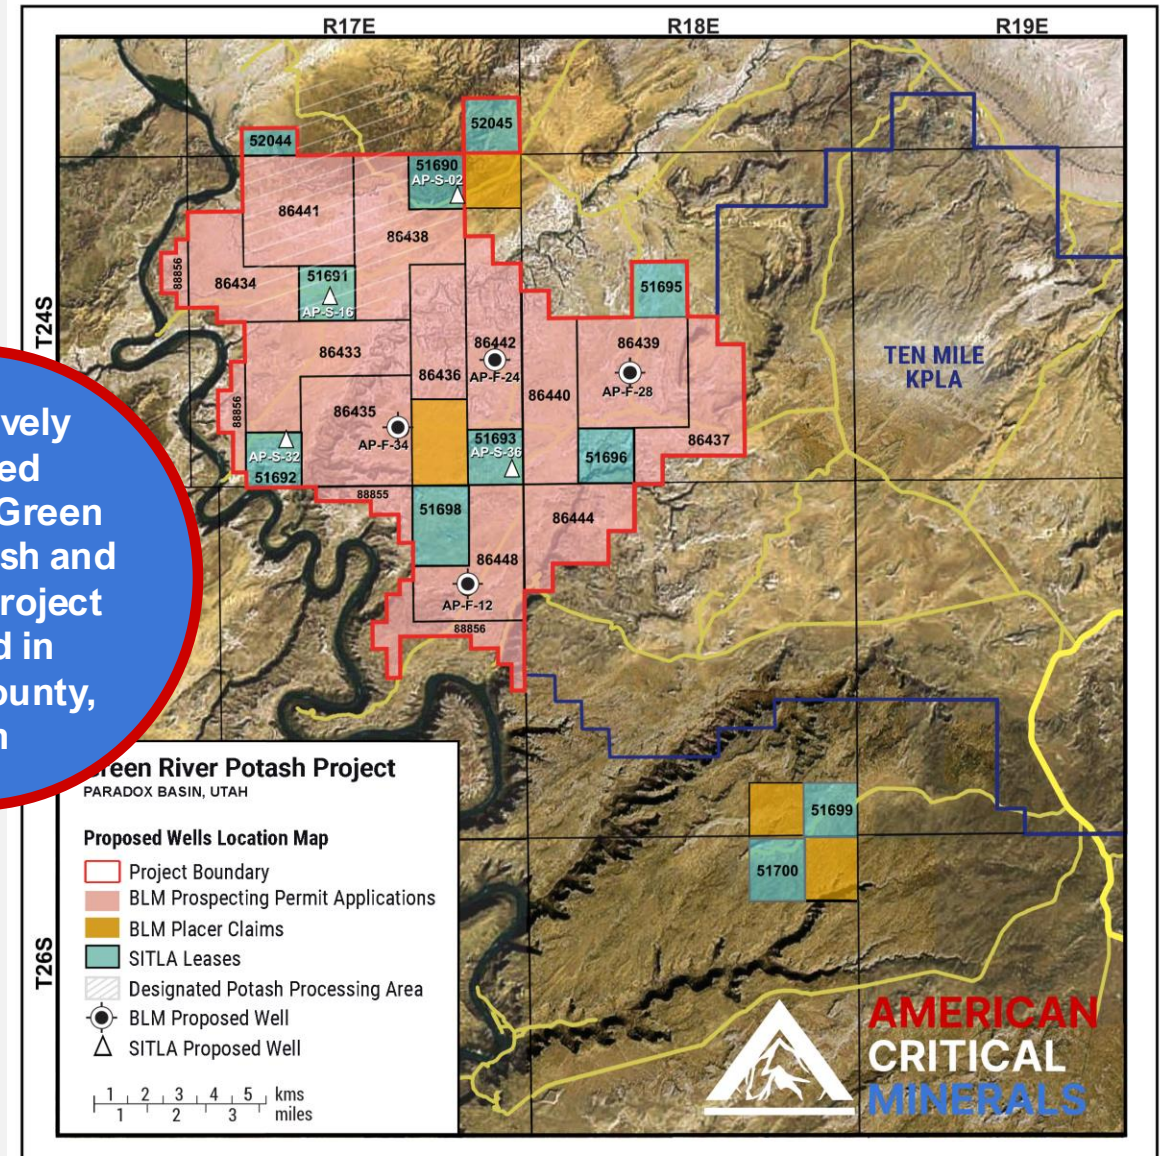 R17E
R18E
R19E
52045
52044
51690
AP-S-02
86441
86438
88856
86434
51691
AP-S-16
51695
T24S
86433
86442
86439
86436
AP-F-24
AP-F-28
TEN MILE
KPLA
86440
86435
88856
AP-F-34
51693
AP-S-36
86437
AP-S-32
51692
51696
88855
51698
86444
86448
AP-F-12
88856
vely
ed
Green
sh and
roject
d in
ounty,
51699
51700
reen River Potash Project
PARADOX BASIN, UTAH
Proposed Wells Location Map
Project Boundary
BLM Prospecting Permit Applications
BLM Placer Claims
SITLA Leases
Designated Potash Processing Area
BLM Proposed Well
SITLA Proposed Well
1 2 3 4 5 kms
1 2 3 miles
T26S
AMERICAN
CRITICAL
MINERALS